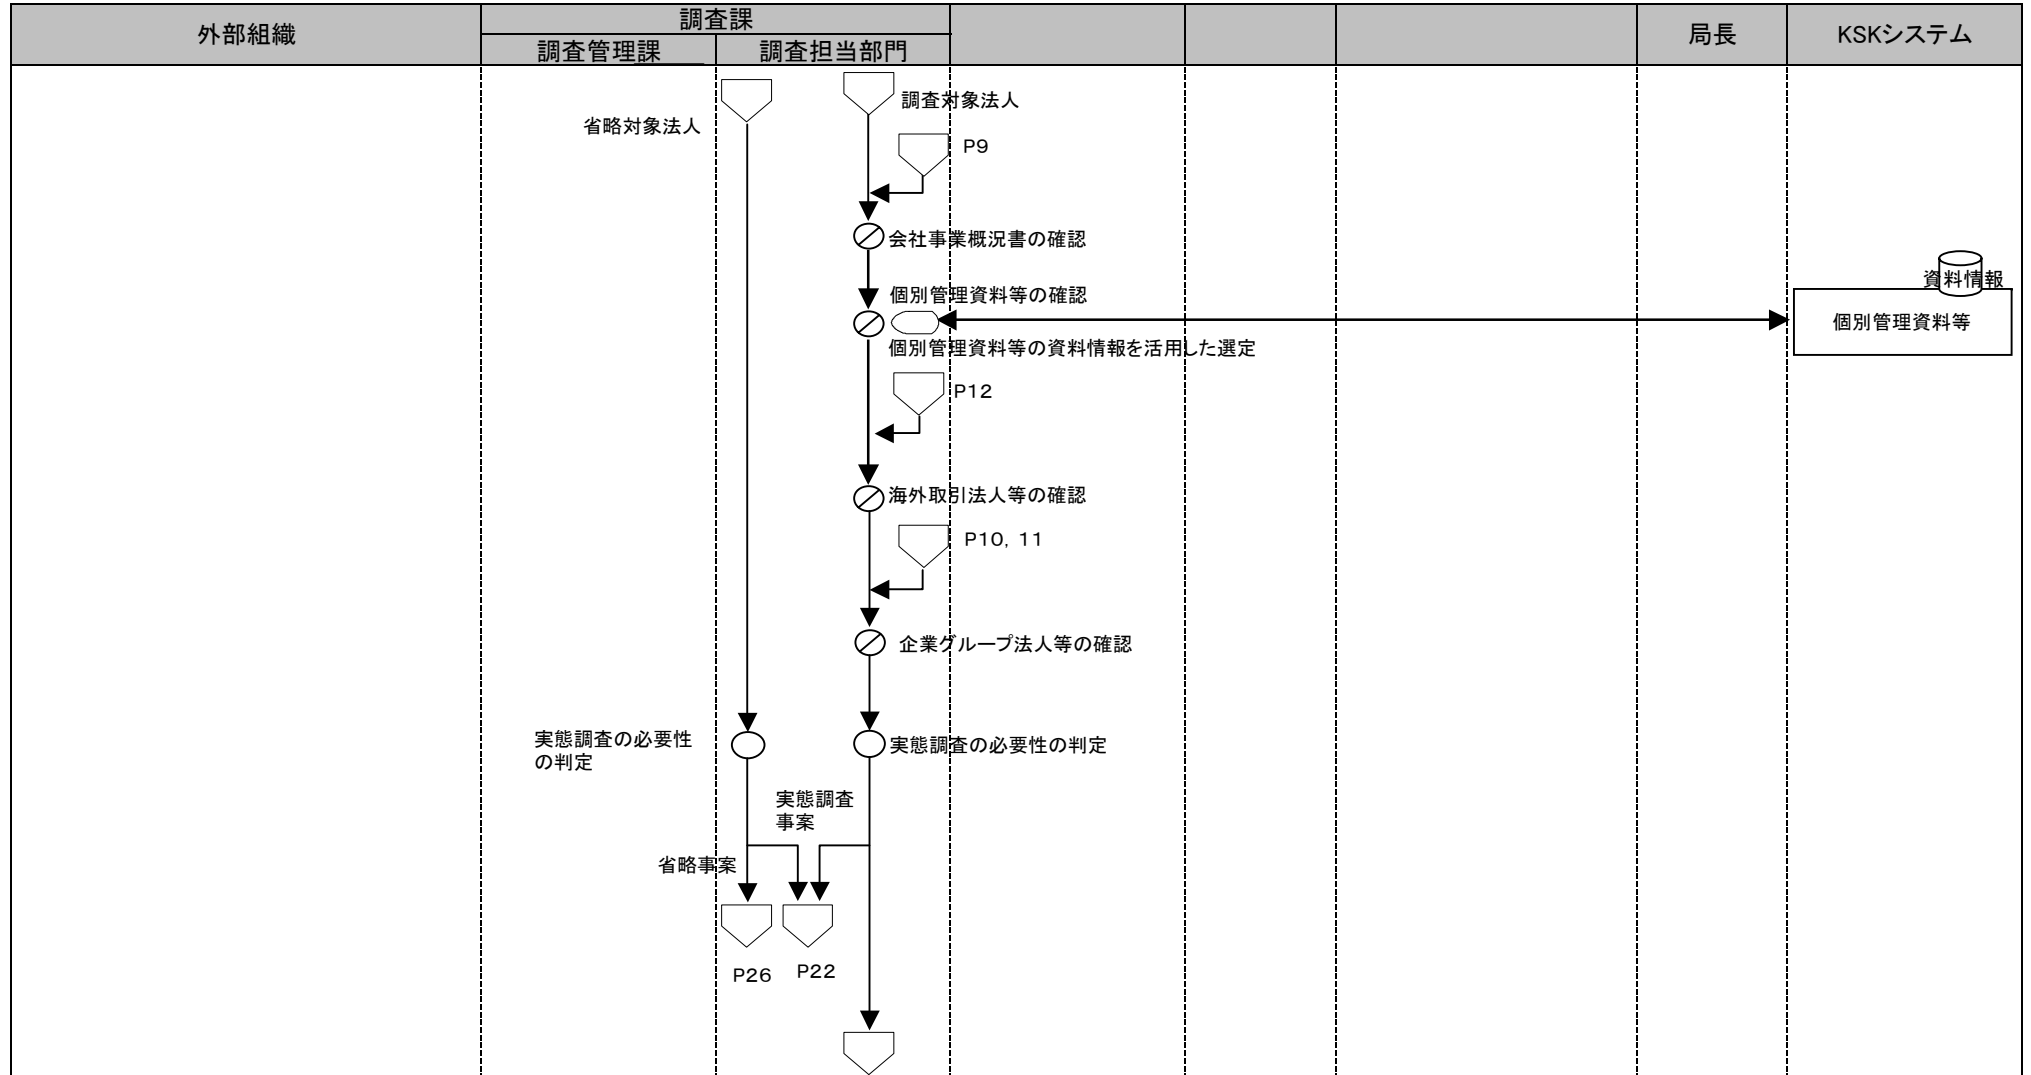 外部組織
調査課
調査管理課
調査担当部門
局長
KSKシステム
調査対象法人
省略対象法人
P9
会社事業概況書の確認
資料情報
個別管理資料等の確認
個別管理資料等
個別管理資料等の資料情報を活用した選定
P12
海外取引法人等の確認
P10, 11
企業グループ法人等の確認
実態調査の必要性
の判定
実態調査の必要性の判定
実態調査
事案
省略事案
P26
P22